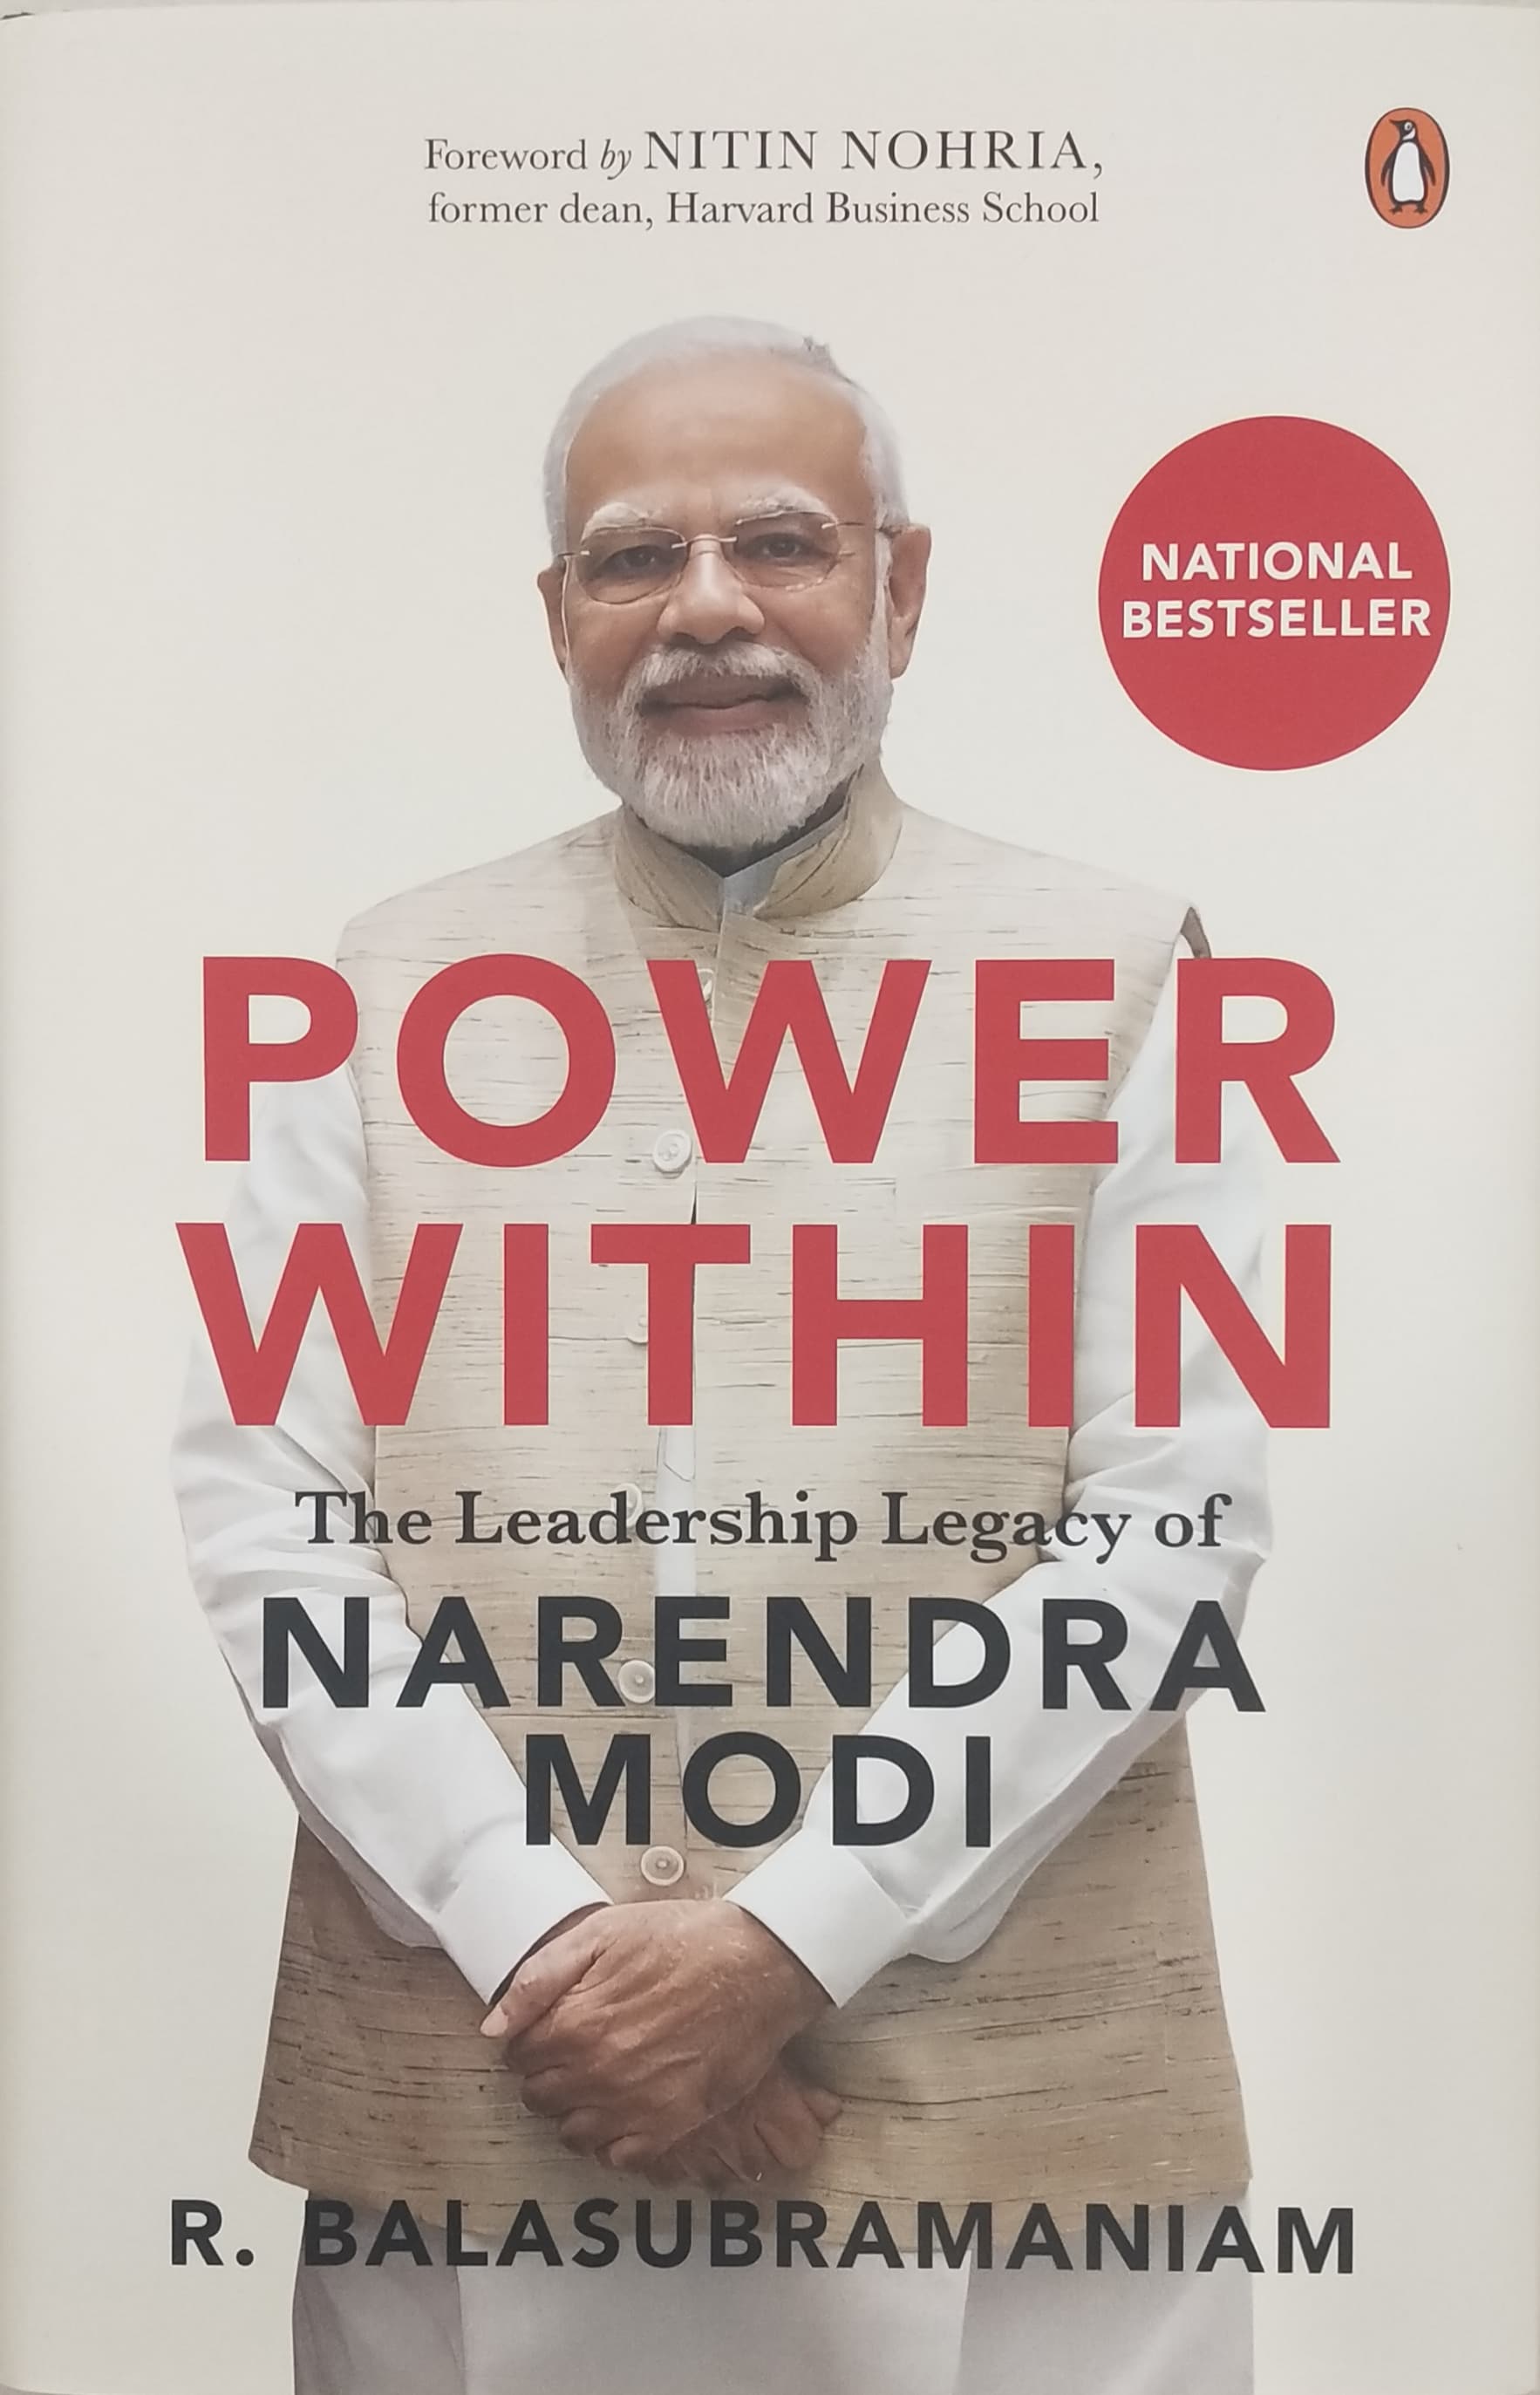 Foreword by NITIN NOHRIA,
former dean, Harvard Business School
NATIONAL
BESTSELLER
POWER
WITHIN
The Leadership Legacy of
NARENDRA
MODI
R. BALASUBRAMANIAM